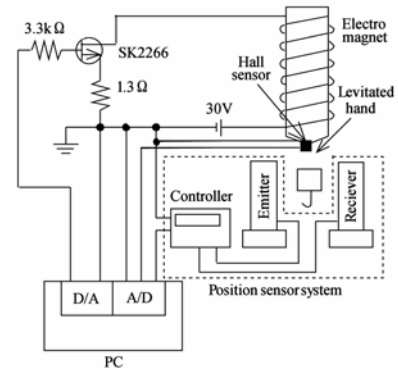 3.3k Ω
SK2266
1.3 Ω
30V
Electro
magnet
Hall
sensor
Levitated
hand
Controller
Emitter
Reciever
Position sensor system
D/A
A/D
PC